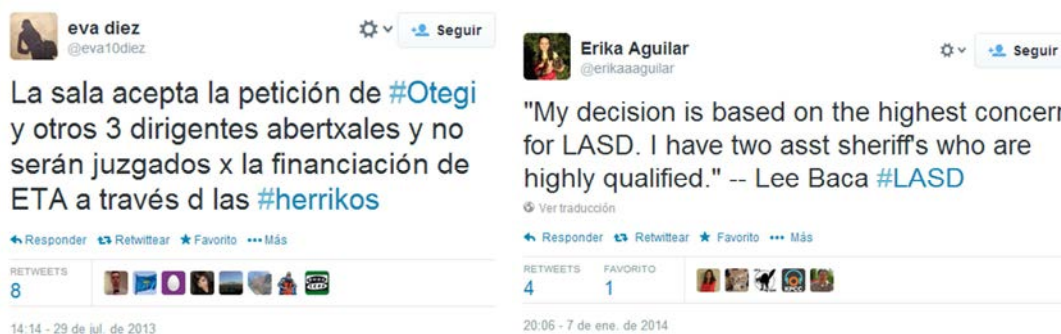 eva diez
@eva10diez
Seguir
La sala acepta la petición de #Otegi
y otros 3 dirigentes abertxales y no
serán juzgados x la financiación de
ETA a través d las #herrikos
Responder Retwittear Favorito Más
RETWEETS
8
14:14 - 29 de jul. de 2013
Erika Aguilar
@erikaaaguilar
Seguir
"My decision is based on the highest concern
for LASD. I have two asst sheriff's who are
highly qualified." -- Lee Baca #LASD
Ver traducción
Responder Retwittear Favorito Más
RETWEETS FAVORITO
4 1
KPCC
20:06 - 7 de ene. de 2014